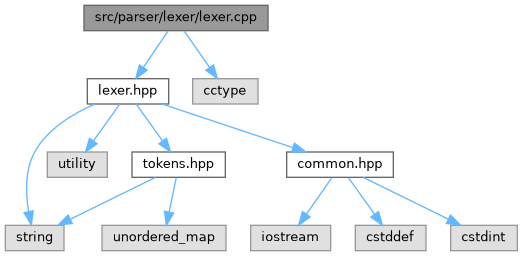 src/parser/lexer/lexer.cpp
lexer.hpp
cctype
utility
tokens.hpp
common.hpp
string
unordered_map
iostream
cstddef
cstdint